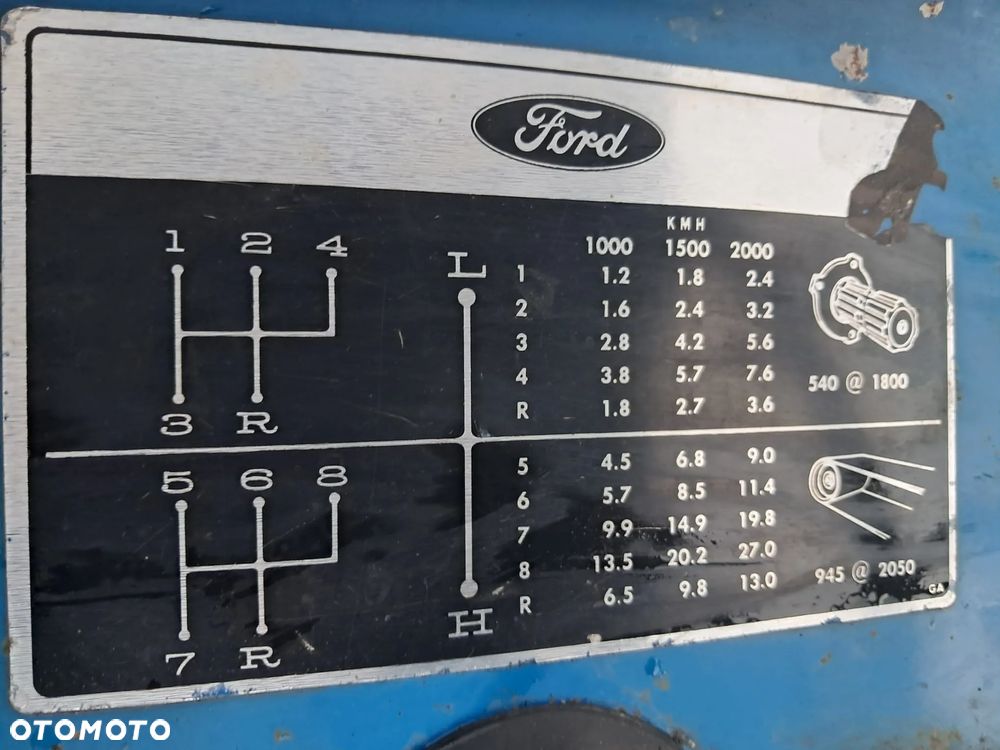 Ford
1 2 4
3 R
L
KMH
1000 1500 2000
1 1.2 1.8 2.4
2 1.6 2.4 3.2
3 2.8 4.2 5.6
4 3.8 5.7 7.6
R 1.8 2.7 3.6
540 @ 1800
5 6 8
7 R
H
5 4.5 6.8 9.0
6 5.7 8.5 11.4
7 9.9 14.9 19.8
8 13.5 20.2 27.0
R 6.5 9.8 13.0
945 @ 2050
GA
OTOMOTO